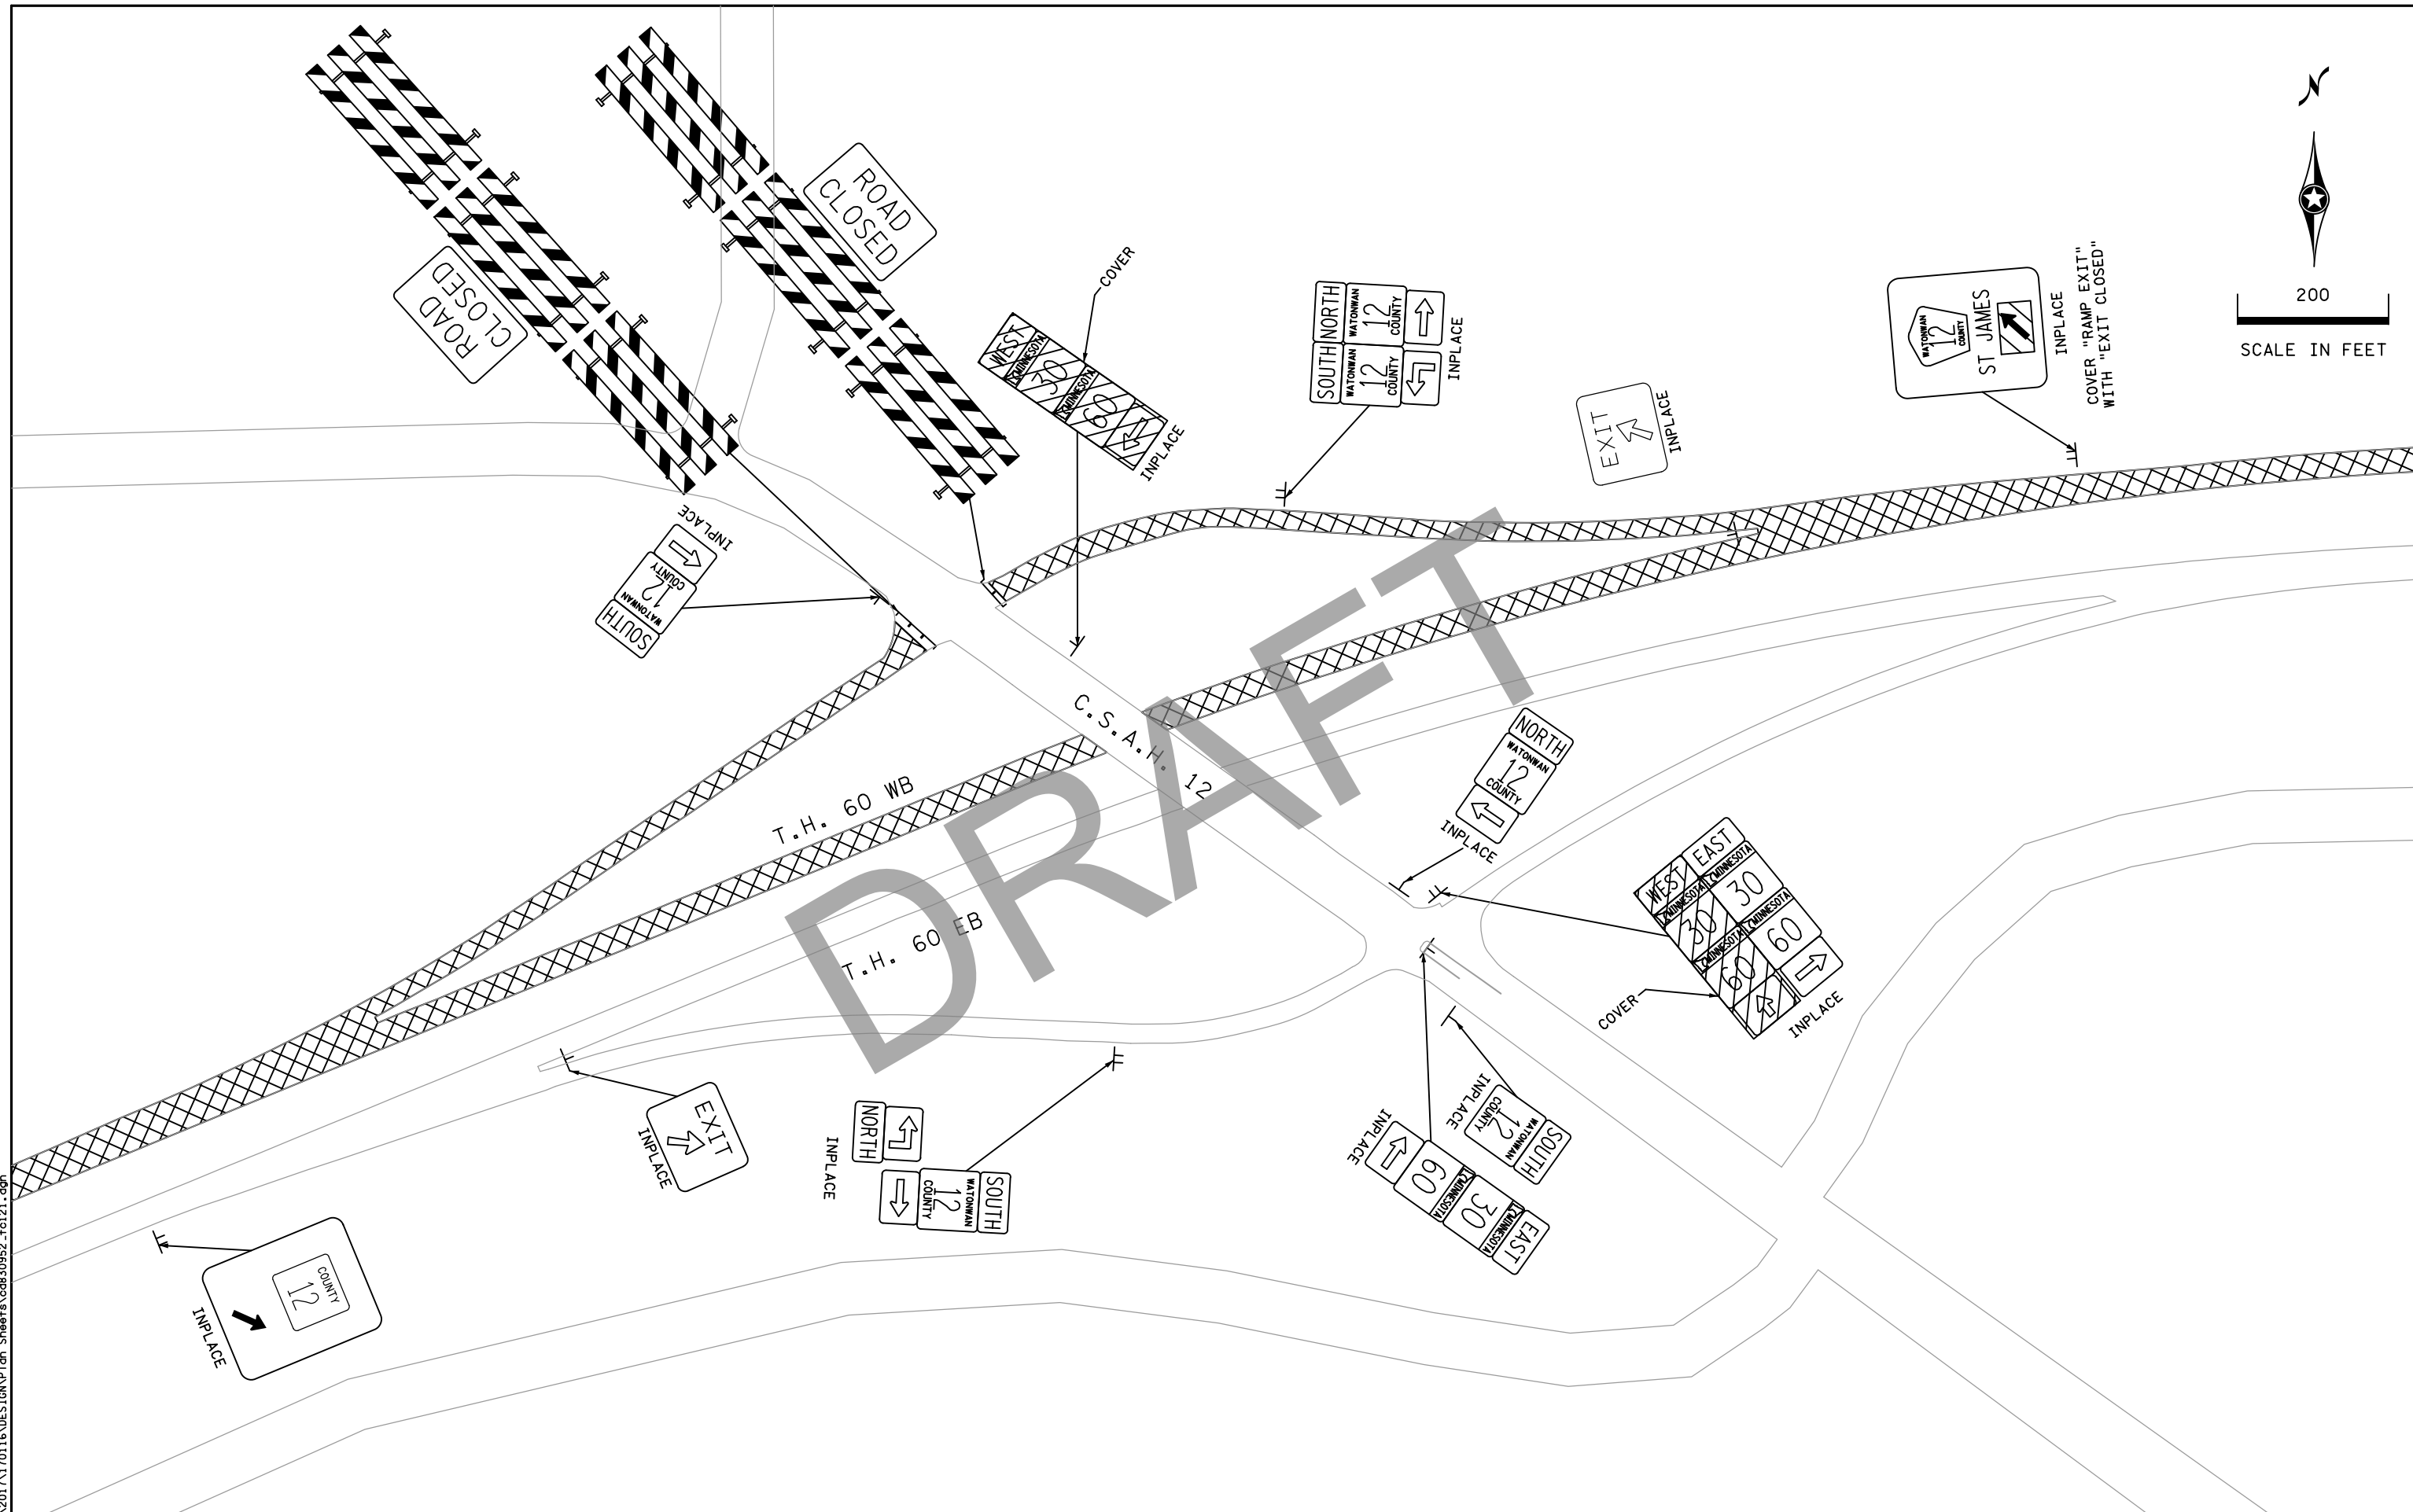 ROAD
CLOSED
ROAD
CLOSED
COVER
WEST
MINNESOTA
30
MINNESOTA
60
INPLACE
NORTH
WATONWAN
12
COUNTY
SOUTH
WATONWAN
12
COUNTY
INPLACE
EXIT
INPLACE
WATONWAN
12
COUNTY
ST JAMES
INPLACE
COVER "RAMP EXIT"
WITH "EXIT CLOSED"
N
200
SCALE IN FEET
INPLACE
SOUTH
WATONWAN
12
COUNTY
C.S.A.H. 12
T.H. 60 WB
T.H. 60 EB
DRAFT
NORTH
WATONWAN
12
COUNTY
INPLACE
WEST
MINNESOTA
30
MINNESOTA
60
EAST
MINNESOTA
30
MINNESOTA
60
COVER
INPLACE
EXIT
INPLACE
NORTH
SOUTH
WATONWAN
12
COUNTY
INPLACE
SOUTH
WATONWAN
12
COUNTY
INPLACE
EAST
MINNESOTA
30
MINNESOTA
60
INPLACE
COUNTY
12
INPLACE